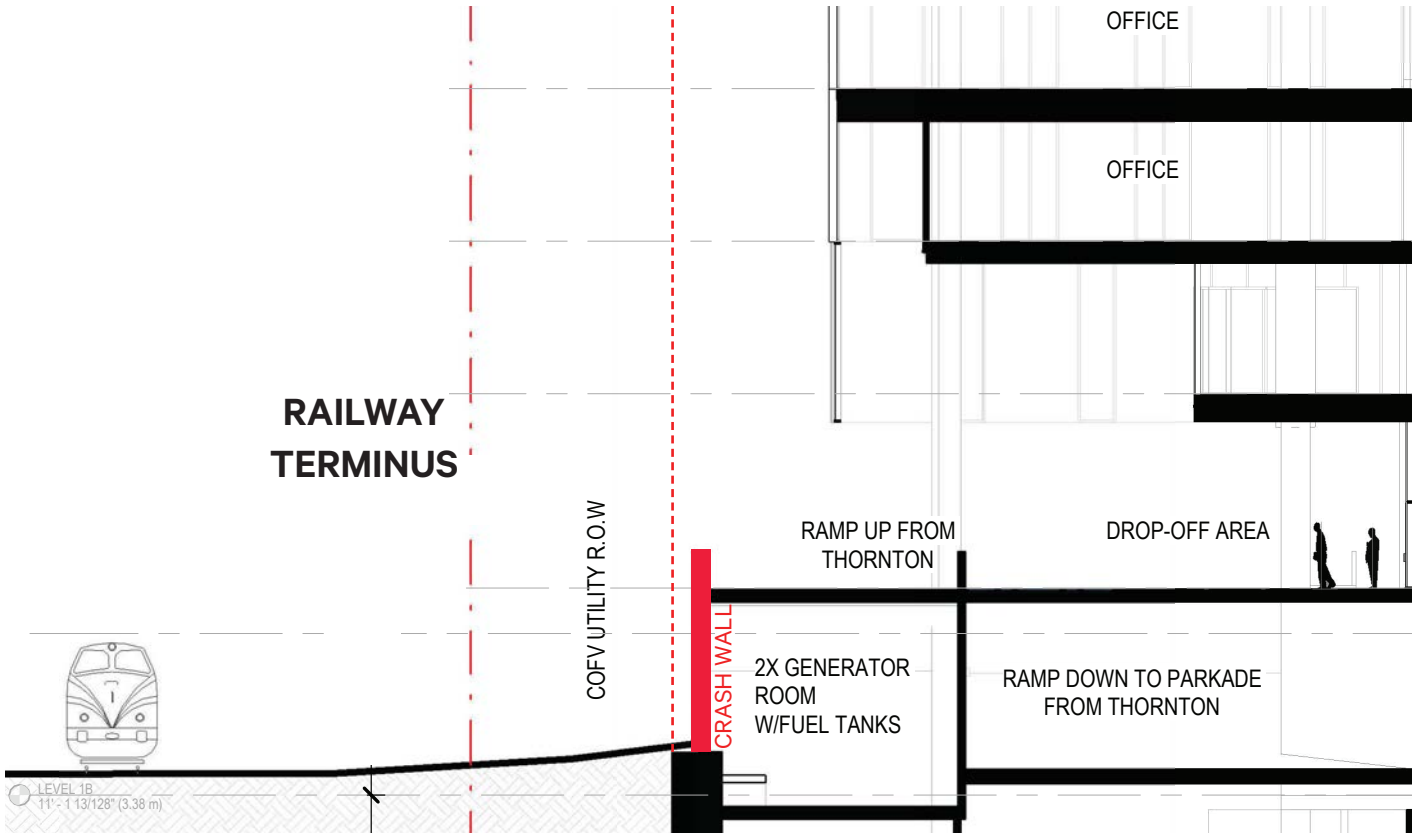 OFFICE
OFFICE
RAILWAY
TERMINUS
COFV UTILITY R.O.W
RAMP UP FROM
THORNTON
DROP-OFF AREA
CRASH WALL
2X GENERATOR
ROOM
W/FUEL TANKS
RAMP DOWN TO PARKADE
FROM THORNTON
LEVEL 1B
11' - 1 13/128" (3.38 m)